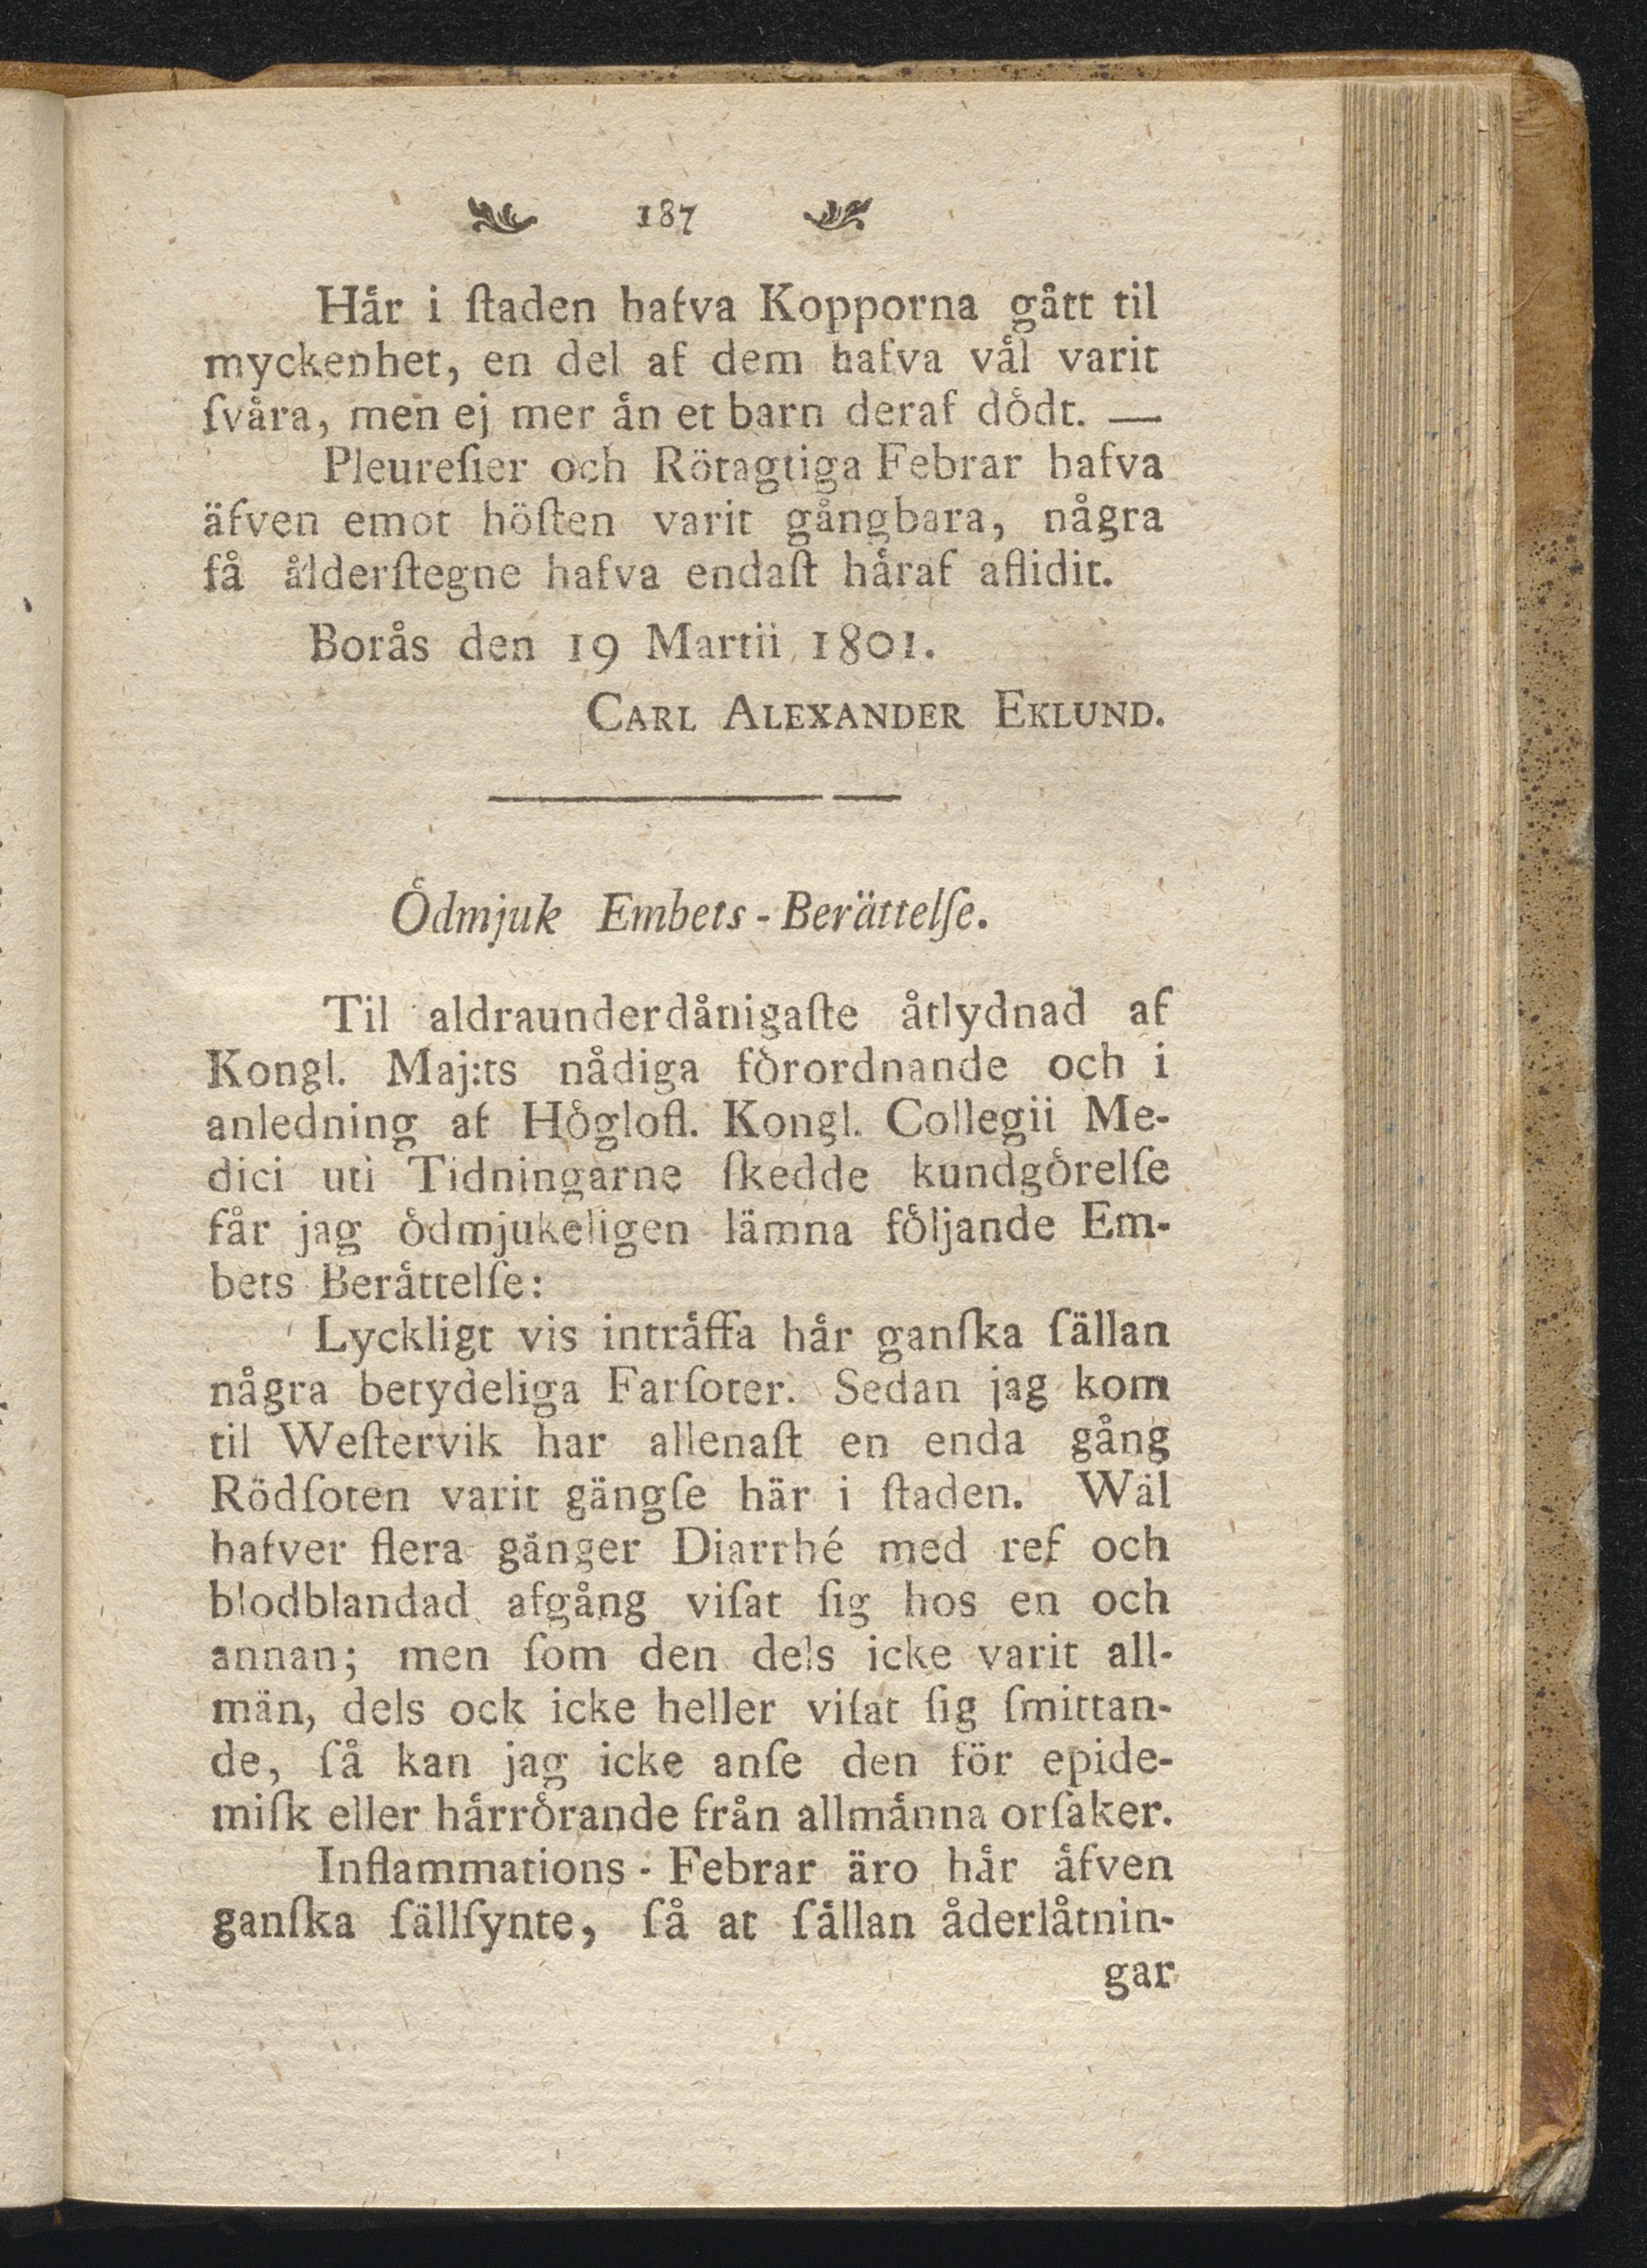 187
Hår i ſtaden hafva Kopporna gått til
myckenhet, en del af dem hafva vål varit
ſvåra, men ej mer ån et barn deraf dödt. —
Pleureſier och Rötagtiga Febrar hafva
äfven emot höſten varit gångbara, några
få ålderſtegne hafva endaſt håraf aflidit.
Borås den 19 Martii 1801.
CARL ALEXANDER EKLUND.
Ödmjuk Embets-Berättelſe.
Til aldraunderdånigaſte åtlydnad af
Kongl. Maj:ts nådiga förordnande och i
anledning af Höglofl. Kongl. Collegii Me-
dici uti Tidningarne ſkedde kundgörelſe
får jag ödmjukeligen lämna följande Em-
bets Beråttelſe:
Lyckligt vis intråffa hår ganſka ſällan
några betydeliga Farſoter. Sedan jag kom
til Weſtervik har allenaſt en enda gång
Rödſoten varit gängſe här i ſtaden. Wäl
hafver flera gånger Diarrhé med ref och
blodblandad afgång viſat ſig hos en och
annan; men ſom den dels icke varit all-
män, dels ock icke heller viſat ſig ſmittan-
de, ſå kan jag icke anſe den för epide-
miſk eller hårrörande från allmånna orſaker.
Inflammations-Febrar äro hår åfven
ganſka ſällſynte, ſå at ſållan åderlåtnin-
gar